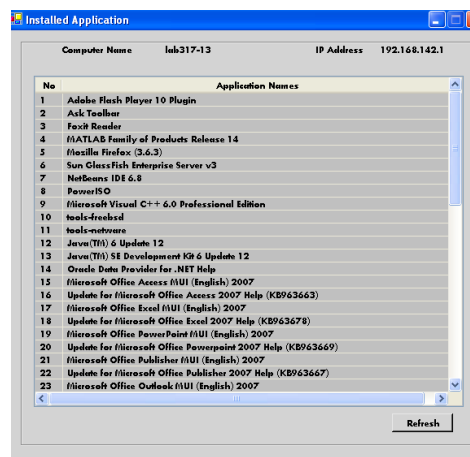 Installed Application
Computer Name lab317-13 IP Address 192.168.142.1
No Application Names
1 Adobe Flash Player 10 Plugin
2 Ask Toolbar
3 Foxit Reader
4 MATLAB Family of Products Release 14
5 Mozilla Firefox (3.6.3)
6 Sun GlassFish Enterprise Server v3
7 NetBeans IDE 6.8
8 PowerISO
9 Microsoft Visual C++ 6.0 Professional Edition
10 tools-freebsd
11 tools-netware
12 Java(TM) 6 Update 12
13 Java(TM) SE Development Kit 6 Update 12
14 Oracle Data Provider for .NET Help
15 Microsoft Office Access MUI (English) 2007
16 Update for Microsoft Office Access 2007 Help (KB963663)
17 Microsoft Office Excel MUI (English) 2007
18 Update for Microsoft Office Excel 2007 Help (KB963678)
19 Microsoft Office PowerPoint MUI (English) 2007
20 Update for Microsoft Office Powerpoint 2007 Help (KB963669)
21 Microsoft Office Publisher MUI (English) 2007
22 Update for Microsoft Office Publisher 2007 Help (KB963667)
23 Microsoft Office Outlook MUI (English) 2007
Refresh